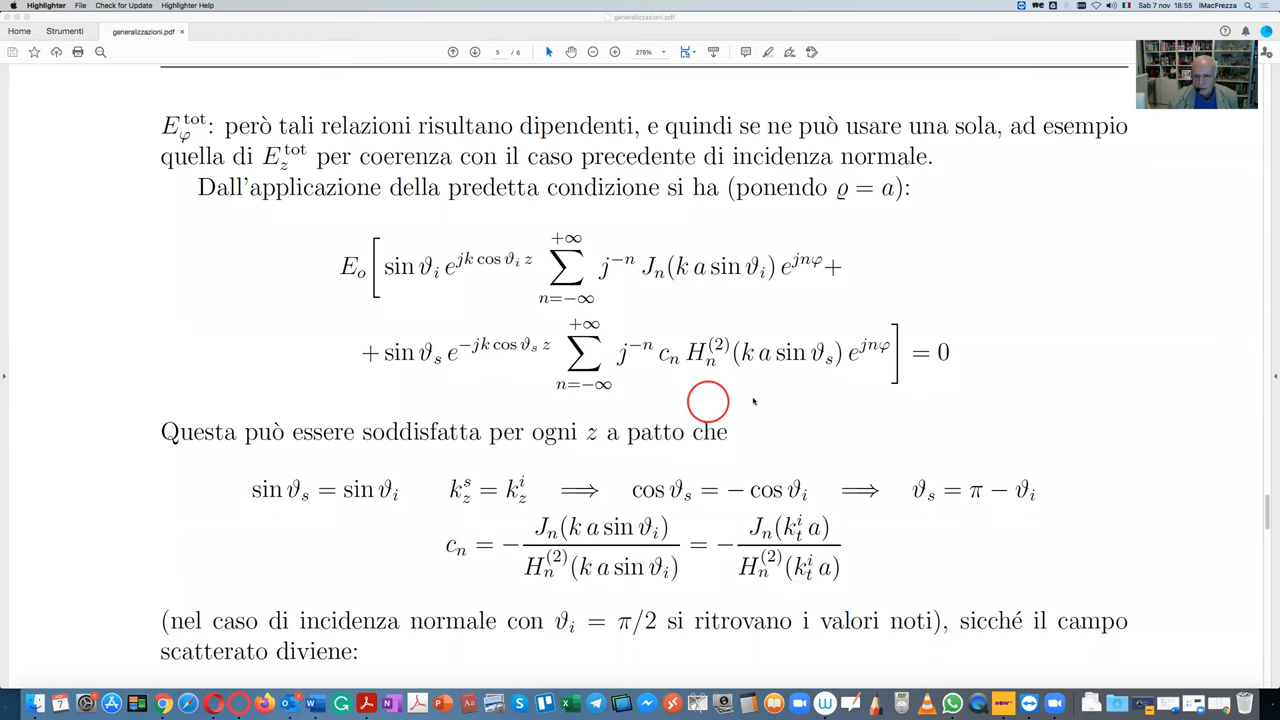 Highlighter File Check for Update Highlighter Help Sab 7 nov 18:55 iMacFrezza
generalizzazioni.pdf
Home Strumenti generalizzazioni.pdf ×
5 / 6 276%
E_φ^tot: però tali relazioni risultano dipendenti, e quindi se ne può usare una sola, ad esempio
quella di E_z^tot per coerenza con il caso precedente di incidenza normale.
Dall'applicazione della predetta condizione si ha (ponendo ϱ = a):
E_o[ sin ϑ_i e^{jk cos ϑ_i z} ∑_{n=−∞}^{+∞} j^{−n} J_n(k a sin ϑ_i) e^{jnφ}+
+ sin ϑ_s e^{−jk cos ϑ_s z} ∑_{n=−∞}^{+∞} j^{−n} c_n H_n^{(2)}(k a sin ϑ_s) e^{jnφ} ] = 0
Questa può essere soddisfatta per ogni z a patto che
sin ϑ_s = sin ϑ_i k_z^s = k_z^i ⟹ cos ϑ_s = − cos ϑ_i ⟹ ϑ_s = π − ϑ_i
c_n = − J_n(k a sin ϑ_i) / H_n^{(2)}(k a sin ϑ_i) = − J_n(k_t^i a) / H_n^{(2)}(k_t^i a)
(nel caso di incidenza normale con ϑ_i = π/2 si ritrovano i valori noti), sicché il campo
scatterato diviene: